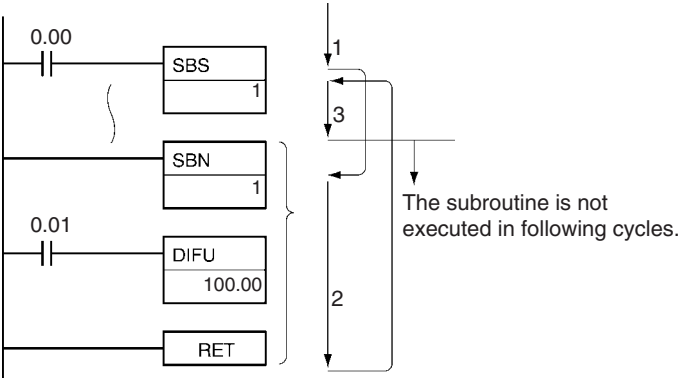 0.00
SBS
1
1
3
SBN
1
The subroutine is not
executed in following cycles.
0.01
DIFU
100.00
2
RET